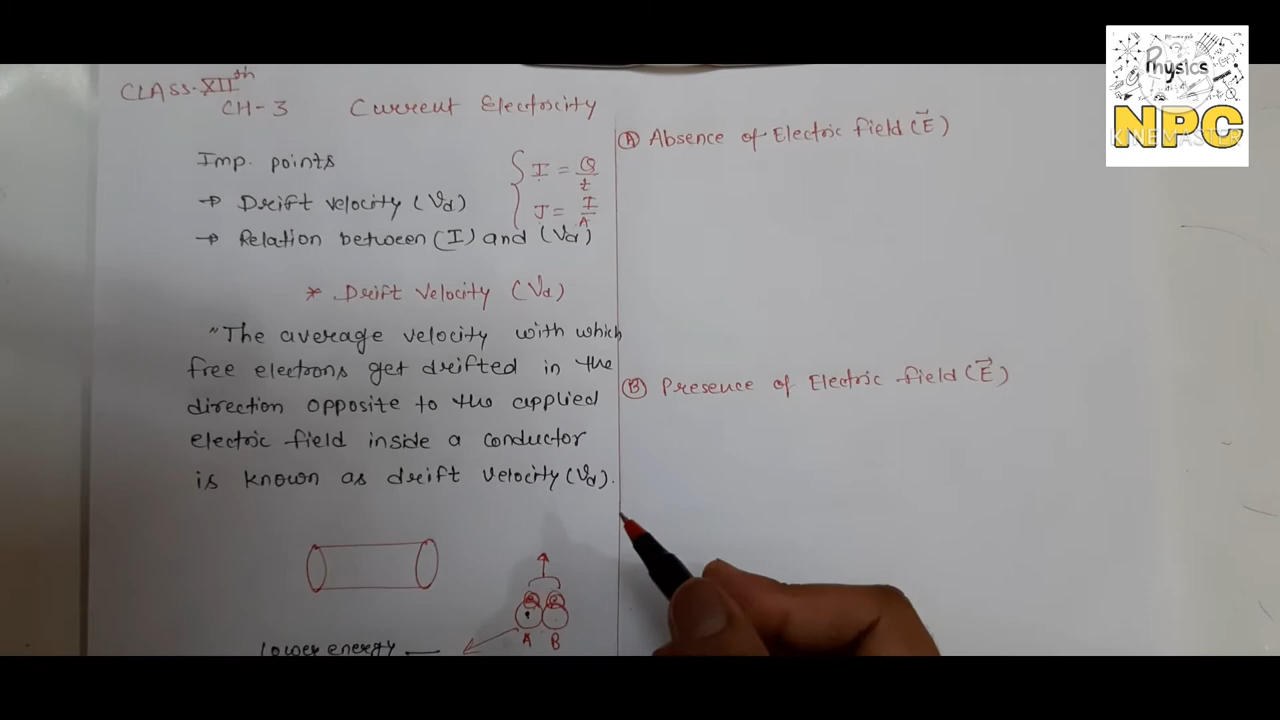 CLASS-XIIth
CH-3 Current Electricity
Imp. points
→ Drift velocity (Vd)
→ Relation between (I) and (Vd)
I = Q/t
J = I/A
* Drift Velocity (Vd)
"The average velocity with which
free electrons get drifted in the
direction opposite to the applied
electric field inside a conductor
is known as drift velocity (Vd).
A B
lower energy
(A) Absence of Electric field (E⃗)
(B) Presence of Electric field (E⃗)
Physics
NPC
KINEMASTER